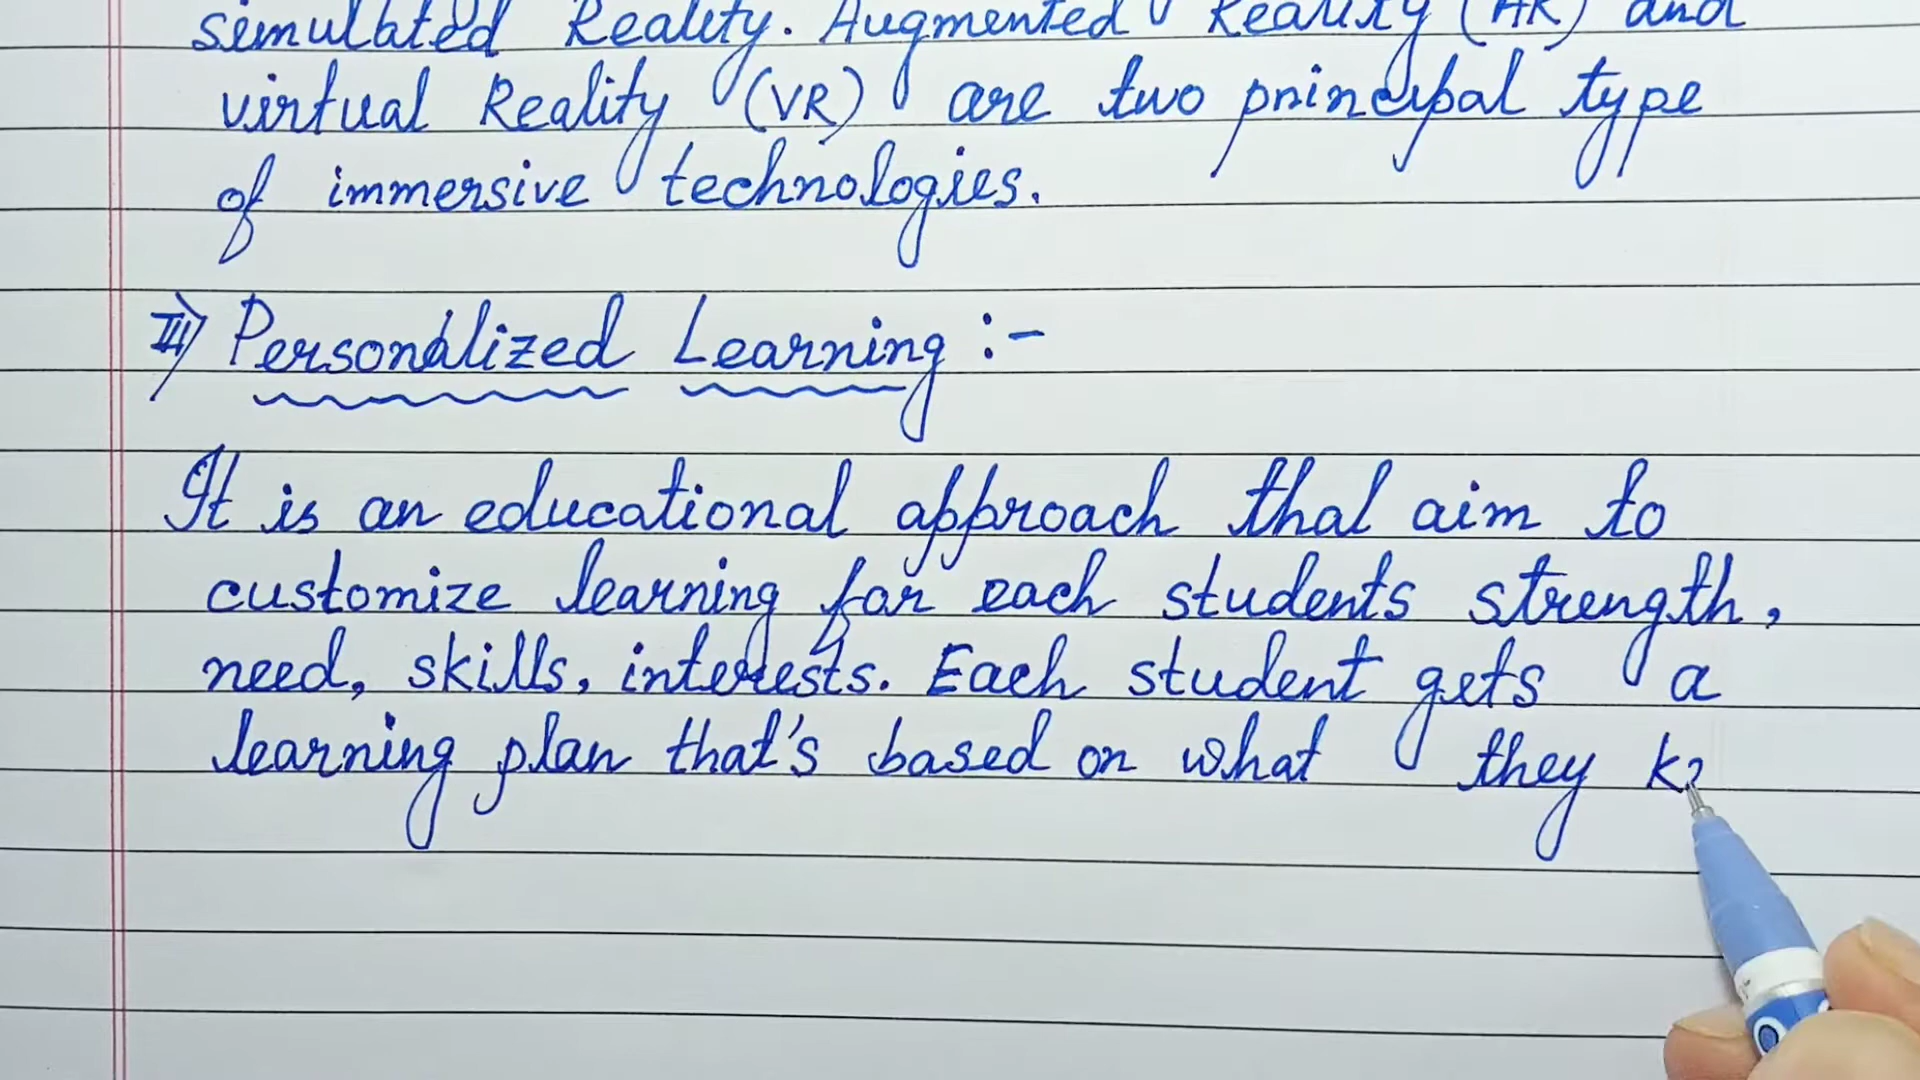 simulated Reality. Augmented Reality (AR) and
virtual Reality (VR) are two principal type
of immersive technologies.
III) Personalized Learning :-
It is an educational approach that aim to
customize learning for each students strength,
need, skills, interests. Each student gets a
learning plan that's based on what they